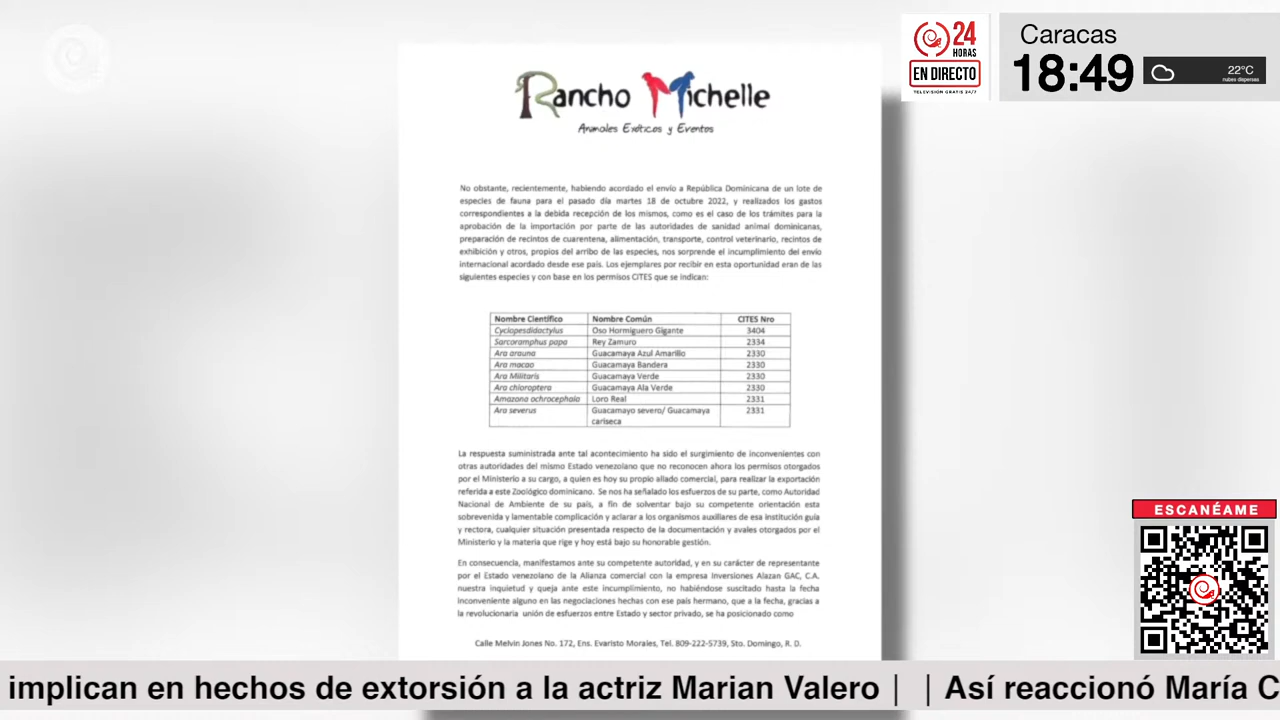 Rancho Michelle
Animales Exóticos y Eventos
24
HORAS
EN DIRECTO
TELEVISIÓN GRATIS 24/7
Caracas
18:49
22°C
nubes dispersas
No obstante, recientemente, habiendo acordado el envío a República Dominicana de un lote de
especies de fauna para el pasado día martes 18 de octubre 2022, y realizados los gastos
correspondientes a la debida recepción de los mismos, como es el caso de los trámites para la
aprobación de la importación por parte de las autoridades de sanidad animal dominicanas,
preparación de recintos de cuarentena, alimentación, transporte, control veterinario, recintos de
exhibición y otros, propios del arribo de las especies, nos sorprende el incumplimiento del envío
internacional acordado desde ese país. Los ejemplares por recibir en esta oportunidad eran de las
siguientes especies y con base en los permisos CITES que se indican:
Nombre Científico Nombre Común CITES Nro
Cyclopesdidactylus Oso Hormiguero Gigante 3404
Sarcoramphus papa Rey Zamuro 2334
Ara arauna Guacamaya Azul Amarillo 2330
Ara macao Guacamaya Bandera 2330
Ara Militaris Guacamaya Verde 2330
Ara chloroptera Guacamaya Ala Verde 2330
Amazona ochrocephala Loro Real 2331
Ara severus Guacamayo severo/ Guacamaya 2331
cariseca
La respuesta suministrada ante tal acontecimiento ha sido el surgimiento de inconvenientes con
otras autoridades del mismo Estado venezolano que no reconocen ahora los permisos otorgados
por el Ministerio a su cargo, a quien es hoy su propio aliado comercial, para realizar la exportación
referida a este Zoológico dominicano. Se nos ha señalado los esfuerzos de su parte, como Autoridad
Nacional de Ambiente de su país, a fin de solventar bajo su competente orientación esta
sobrevenida y lamentable complicación y aclarar a los organismos auxiliares de esa institución guía
y rectora, cualquier situación presentada respecto de la documentación y avales otorgados por el
Ministerio y la materia que rige y hoy está bajo su honorable gestión.
En consecuencia, manifestamos ante su competente autoridad, y en su carácter de representante
por el Estado venezolano de la Alianza comercial con la empresa Inversiones Alazan GAC, C.A.
nuestra inquietud y queja ante este incumplimiento, no habiéndose suscitado hasta la fecha
inconveniente alguno en las negociaciones hechas con ese país hermano, que a la fecha, gracias a
la revolucionaria unión de esfuerzos entre Estado y sector privado, se ha posicionado como
Calle Melvin Jones No. 172, Ens. Evaristo Morales, Tel. 809-222-5739, Sto. Domingo, R. D.
ESCANÉAME
implican en hechos de extorsión a la actriz Marian Valero | | Así reaccionó María C